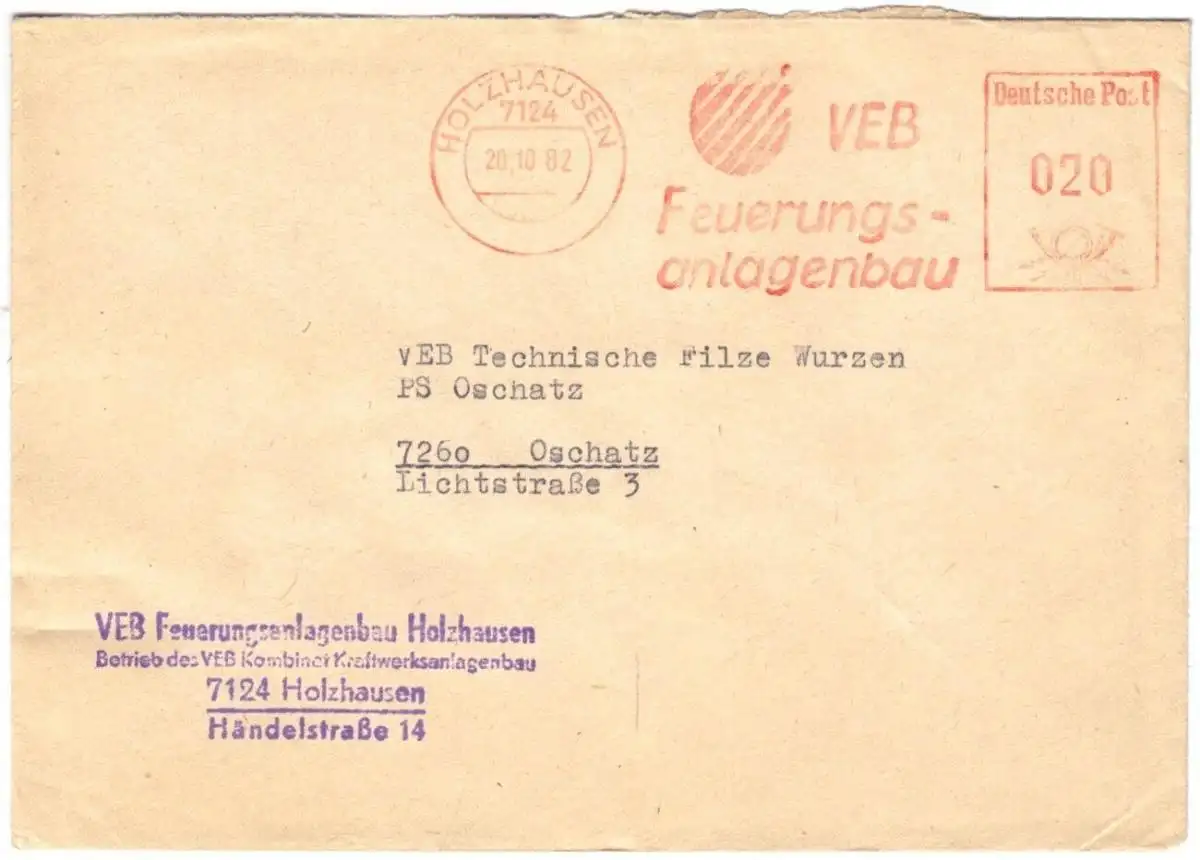 HOLZHAUSEN
7124
20.10 82
VEB
Feuerungs-
anlagenbau
Deutsche Post
020
VEB Technische Filze Wurzen
PS Oschatz
726o Oschatz
Lichtstraße 3
VEB Feuerungsanlagenbau Holzhausen
Betrieb des VEB Kombinat Kraftwerksanlagenbau
7124 Holzhausen
Händelstraße 14